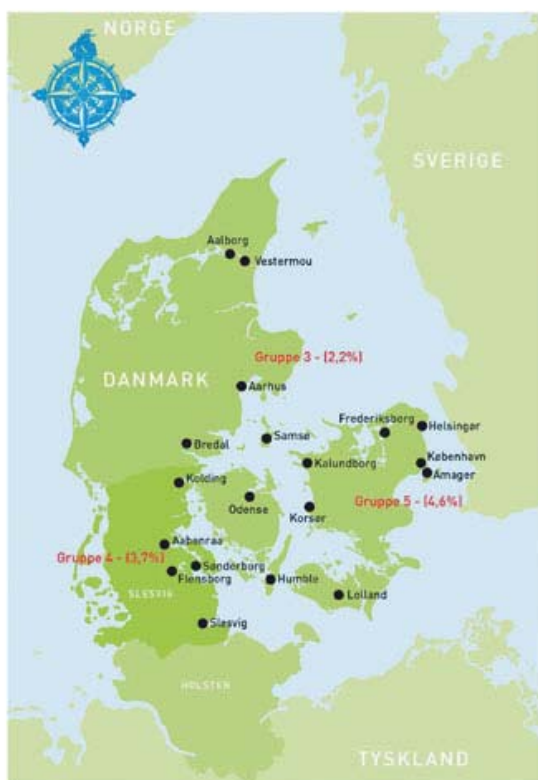 NORGE
SVERIGE
Aalborg
Vestermou
Gruppe 3 - (2,2%)
DANMARK
Aarhus
Frederiksborg
Helsingør
Samsø
Bredal
København
Kalundborg
Amager
Kolding
Odense
Gruppe 5 - (4,6%)
Korsør
Aabenraa
Gruppe 4 - (3,7%)
Sønderborg
Flensborg
Humble
SLESVIG
Lolland
Slesvig
HOLSTEN
TYSKLAND